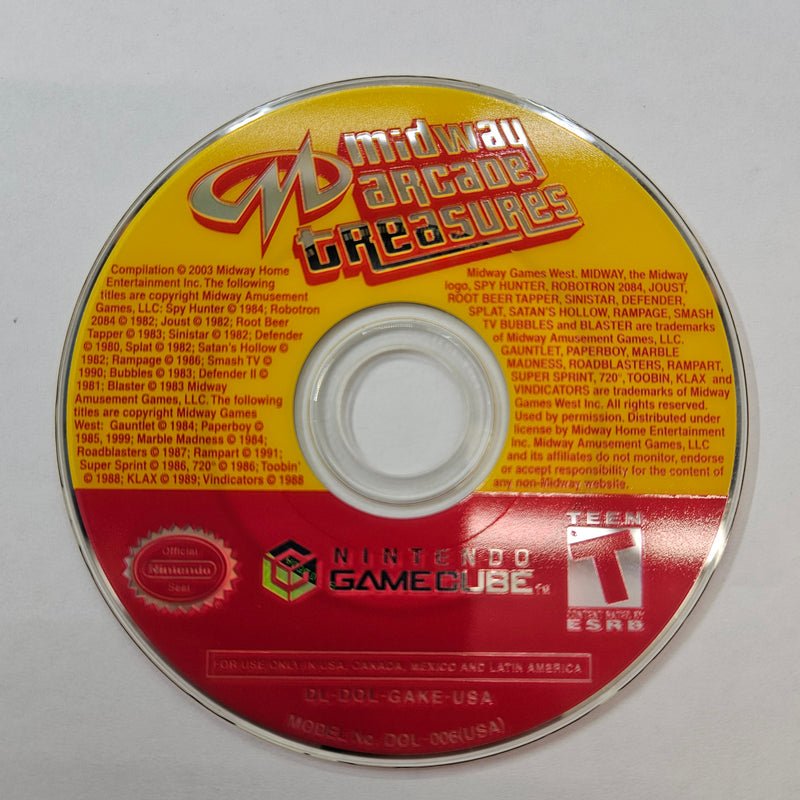 midway
arcade
treasures
Compilation © 2003 Midway Home
Entertainment Inc. The following
titles are copyright Midway Amusement
Games, LLC: Spy Hunter © 1984; Robotron
2084 © 1982; Joust © 1982; Root Beer
Tapper © 1983; Sinistar © 1982; Defender
© 1980, Splat © 1982; Satan's Hollow ©
1982; Rampage © 1986; Smash TV ©
1990; Bubbles © 1983; Defender II ©
1981; Blaster © 1983 Midway
Amusement Games, LLC. The following
titles are copyright Midway Games
West: Gauntlet © 1984; Paperboy ©
1985, 1999; Marble Madness © 1984;
Roadblasters © 1987; Rampart © 1991;
Super Sprint © 1986, 720° © 1986; Toobin'
© 1988; KLAX © 1989; Vindicators © 1988
Midway Games West. MIDWAY, the Midway
logo, SPY HUNTER, ROBOTRON 2084, JOUST,
ROOT BEER TAPPER, SINISTAR, DEFENDER,
SPLAT, SATAN'S HOLLOW, RAMPAGE, SMASH
TV BUBBLES and BLASTER are trademarks
of Midway Amusement Games, LLC.
GAUNTLET, PAPERBOY, MARBLE
MADNESS, ROADBLASTERS, RAMPART,
SUPER SPRINT, 720°, TOOBIN, KLAX and
VINDICATORS are trademarks of Midway
Games West Inc. All rights reserved.
Used by permission. Distributed under
license by Midway Home Entertainment
Inc. Midway Amusement Games, LLC
and its affiliates do not monitor, endorse
or accept responsibility for the content of
any non-Midway website.
Official
Nintendo
Seal
NINTENDO
GAMECUBE™
TEEN
T
CONTENT RATED BY
ESRB
FOR USE ONLY IN USA, CANADA, MEXICO AND LATIN AMERICA
DL-DOL-GAKE-USA
MODEL No. DOL-006(USA)